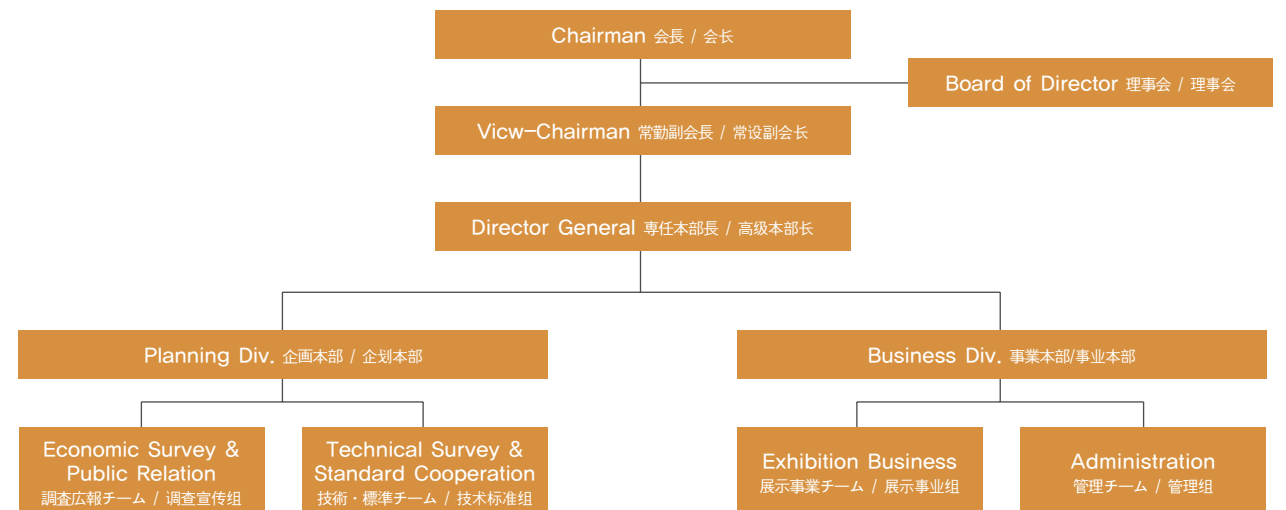 Chairman 会長 / 会长
Board of Director 理事会 / 理事会
Vicw-Chairman 常勤副会長 / 常设副会长
Director General 専任本部長 / 高级本部长
Planning Div. 企画本部 / 企划本部
Business Div. 事業本部/事业本部
Economic Survey &
Public Relation
調査広報チーム / 调查宣传组
Technical Survey &
Standard Cooperation
技術・標準チーム / 技术标准组
Exhibition Business
展示事業チーム / 展示事业组
Administration
管理チーム / 管理组